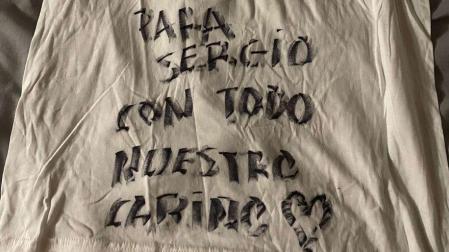 PARA
SERGIO
CON TODO
NUESTRO
CARIÑO